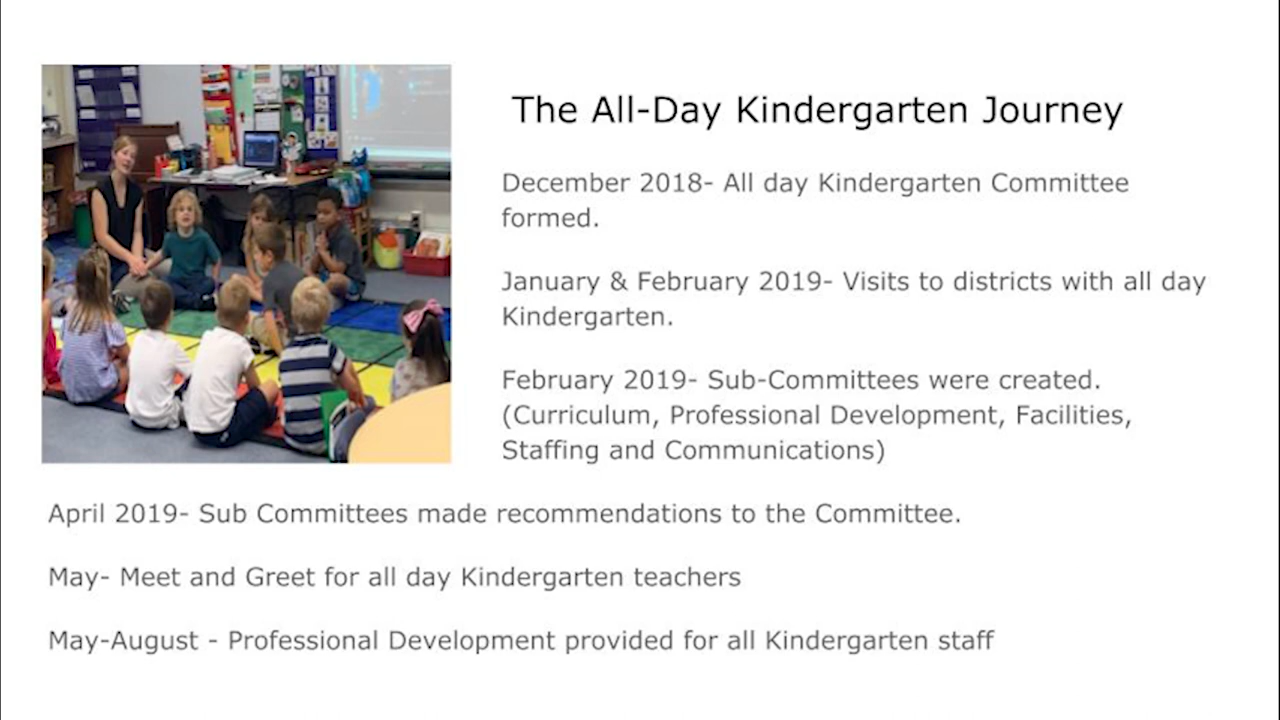 The All-Day Kindergarten Journey
December 2018- All day Kindergarten Committee
formed.
January & February 2019- Visits to districts with all day
Kindergarten.
February 2019- Sub-Committees were created.
(Curriculum, Professional Development, Facilities,
Staffing and Communications)
April 2019- Sub Committees made recommendations to the Committee.
May- Meet and Greet for all day Kindergarten teachers
May-August - Professional Development provided for all Kindergarten staff